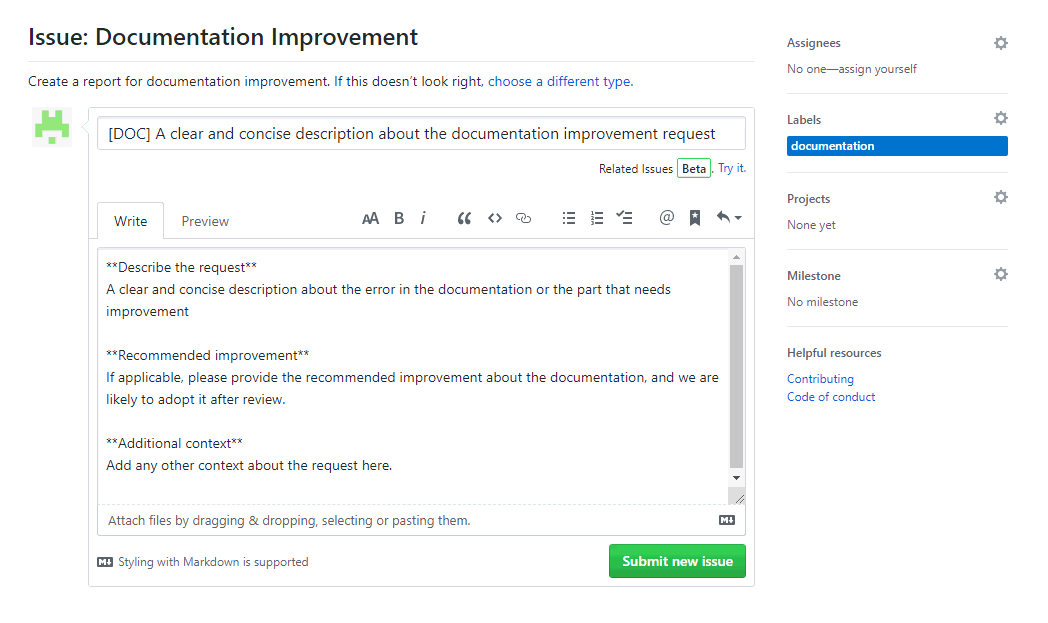 Issue: Documentation Improvement
Create a report for documentation improvement. If this doesn’t look right, choose a different type.
[DOC] A clear and concise description about the documentation improvement request
Related Issues Beta. Try it.
Write Preview AA B i
**Describe the request**
A clear and concise description about the error in the documentation or the part that needs
improvement
**Recommended improvement**
If applicable, please provide the recommended improvement about the documentation, and we are
likely to adopt it after review.
**Additional context**
Add any other context about the request here.
Attach files by dragging & dropping, selecting or pasting them.
Styling with Markdown is supported
Submit new issue
Assignees
No one—assign yourself
Labels
documentation
Projects
None yet
Milestone
No milestone
Helpful resources
Contributing
Code of conduct